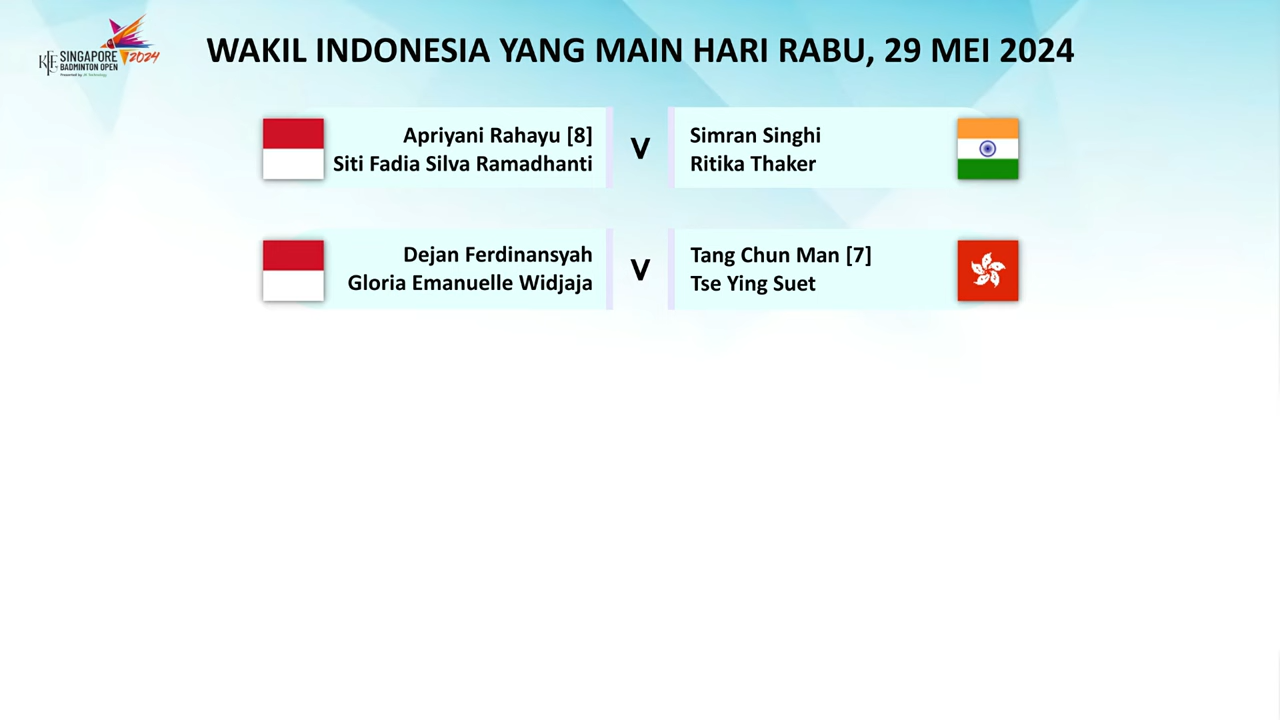 KFF SINGAPORE
BADMINTON OPEN 2024
WAKIL INDONESIA YANG MAIN HARI RABU, 29 MEI 2024
Apriyani Rahayu [8]
Siti Fadia Silva Ramadhanti
V
Simran Singhi
Ritika Thaker
Dejan Ferdinansyah
Gloria Emanuelle Widjaja
V
Tang Chun Man [7]
Tse Ying Suet